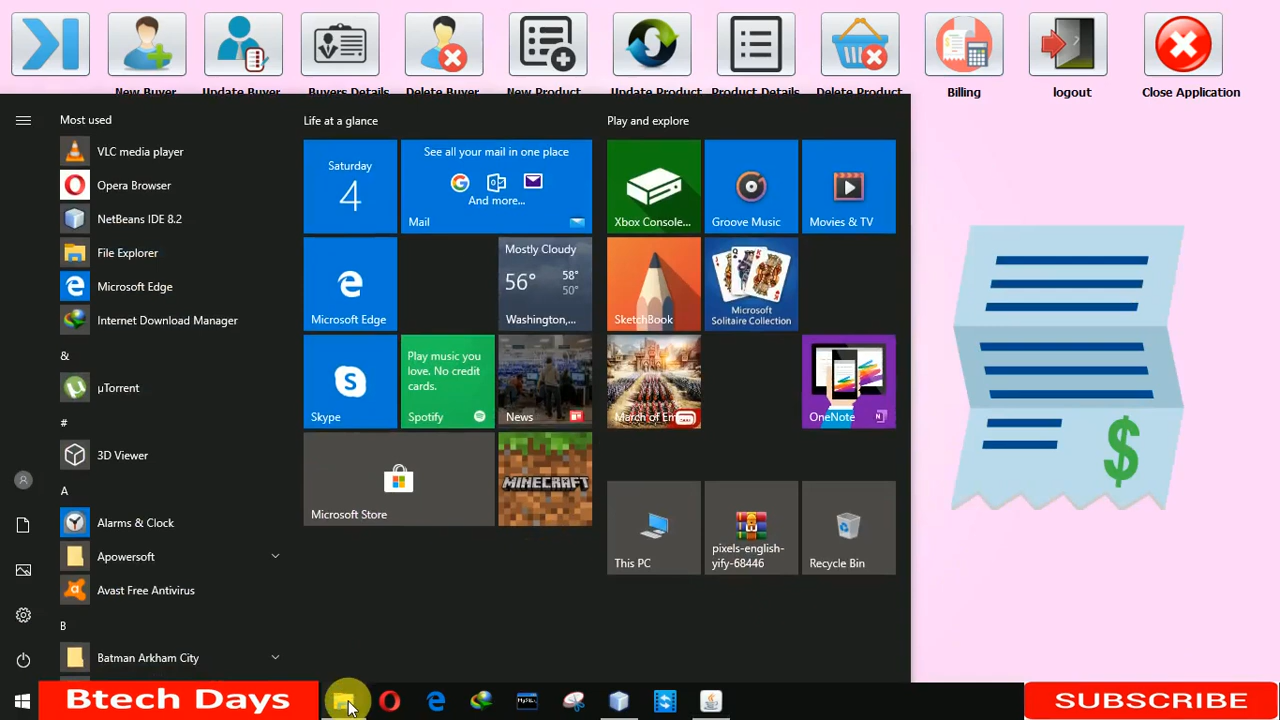 New Buyer
Update Buyer
Buyers Details
Delete Buyer
New Product
Update Product
Product Details
Delete Product
Billing
logout
Close Application
Most used
VLC media player
Opera Browser
NetBeans IDE 8.2
File Explorer
Microsoft Edge
Internet Download Manager
&
µTorrent
#
3D Viewer
A
Alarms & Clock
Apowersoft
Avast Free Antivirus
B
Batman Arkham City
Life at a glance
Saturday
4
See all your mail in one place
And more...
Mail
Microsoft Edge
Mostly Cloudy
56°
58°
50°
Washington,...
Skype
Play music you
love. No credit
cards.
Spotify
News
Microsoft Store
MINECRAFT
Play and explore
Xbox Console...
Groove Music
Movies & TV
SketchBook
Microsoft
Solitaire Collection
OneNote
This PC
pixels-english-
yify-68446
Recycle Bin
Btech Days
SUBSCRIBE